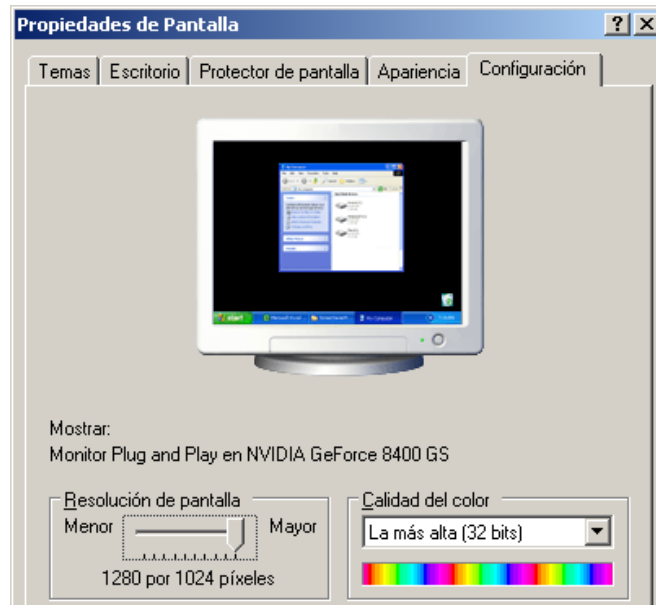 Propiedades de Pantalla
Temas Escritorio Protector de pantalla Apariencia Configuración
start
Mostrar:
Monitor Plug and Play en NVIDIA GeForce 8400 GS
Resolución de pantalla
Menor Mayor
1280 por 1024 píxeles
Calidad del color
La más alta (32 bits)